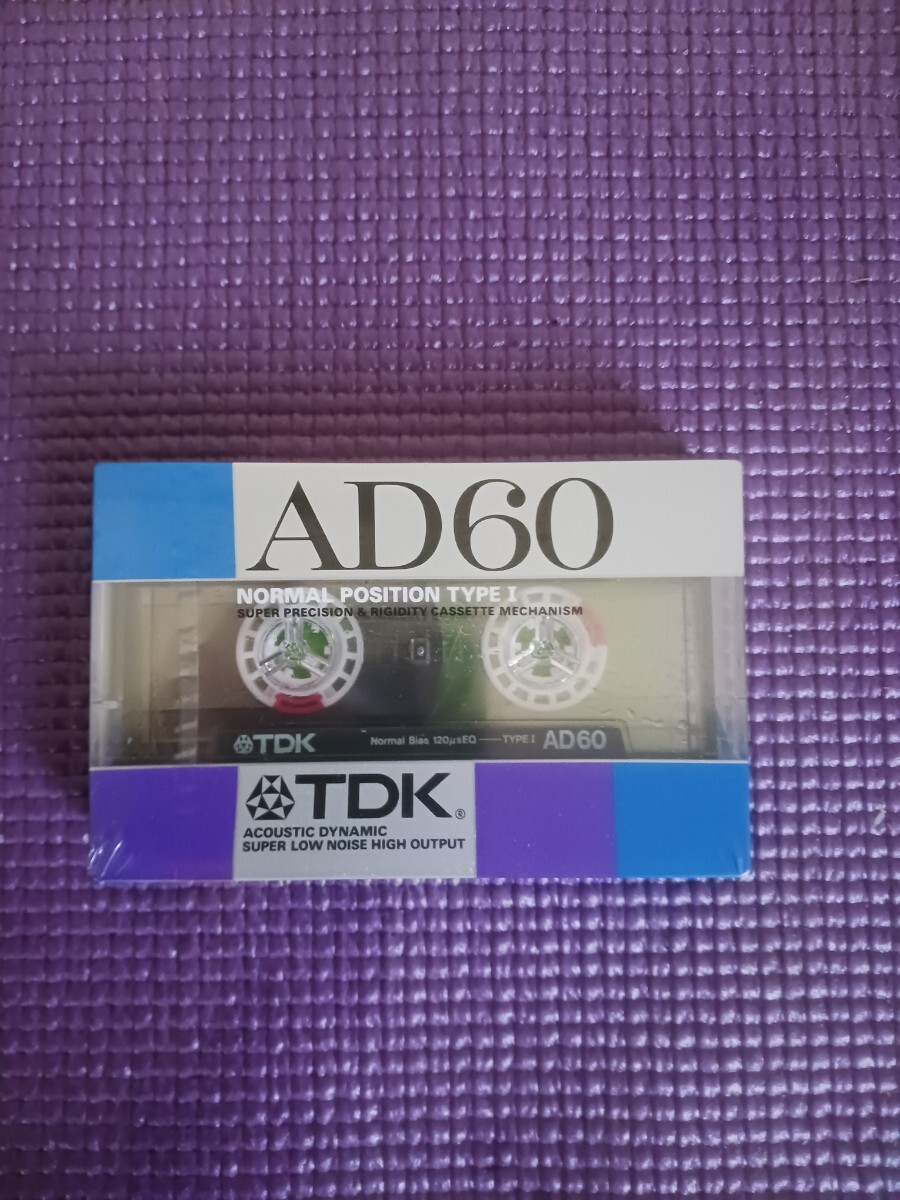 AD60
NORMAL POSITION TYPE I
SUPER PRECISION & RIGIDITY CASSETTE MECHANISM
TDK Normal Bias 120µsEQ — TYPE I AD60
TDK®
ACOUSTIC DYNAMIC
SUPER LOW NOISE HIGH OUTPUT